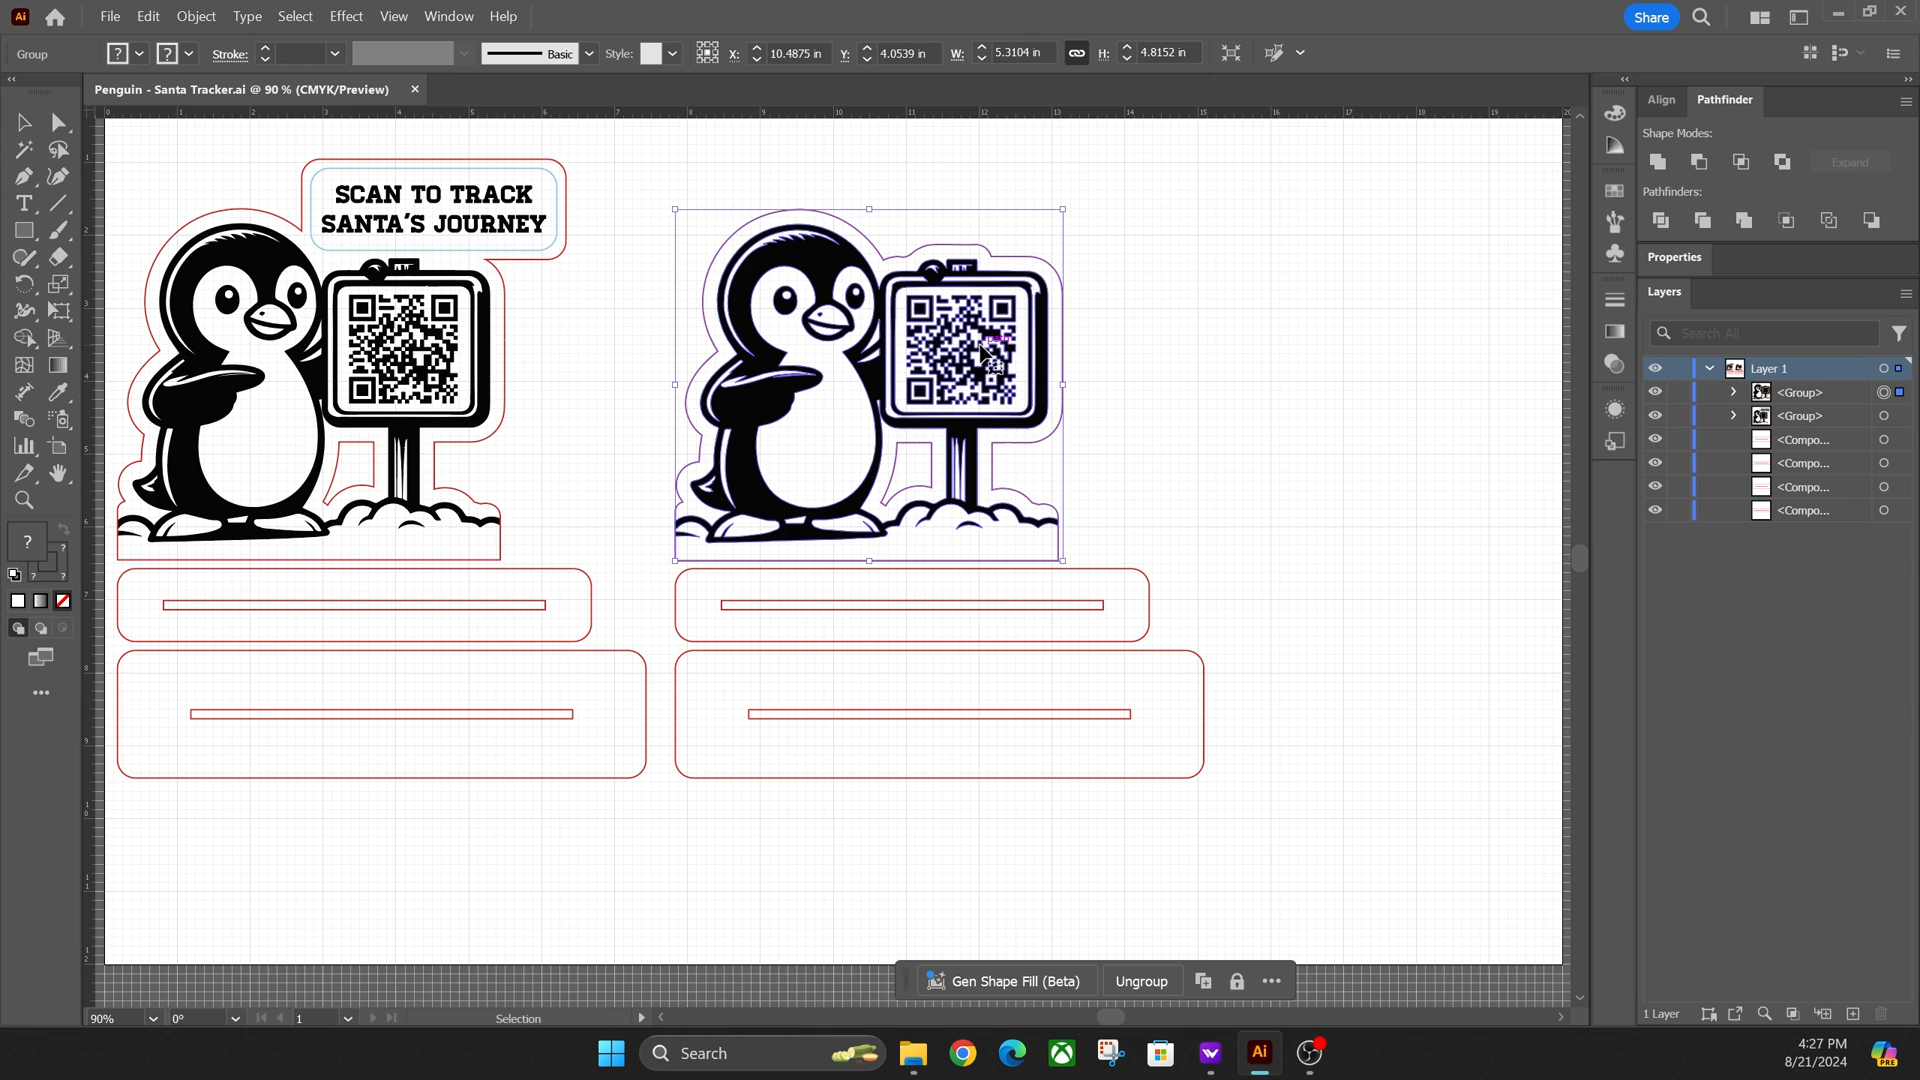 Ai File Edit Object Type Select Effect View Window Help Share
Group ? ? Stroke: Basic Style: X: 10.4875 in Y: 4.0539 in W: 5.3104 in H: 4.8152 in
Penguin - Santa Tracker.ai @ 90 % (CMYK/Preview) ×
Align Pathfinder
Shape Modes:
Expand
Pathfinders:
Properties
Layers
Search All
Layer 1
<Group>
<Group>
<Compo...
<Compo...
<Compo...
<Compo...
SCAN TO TRACK
SANTA'S JOURNEY
Gen Shape Fill (Beta) Ungroup
90% 0° 1 Selection
1 Layer
Search
4:27 PM
8/21/2024
PRE